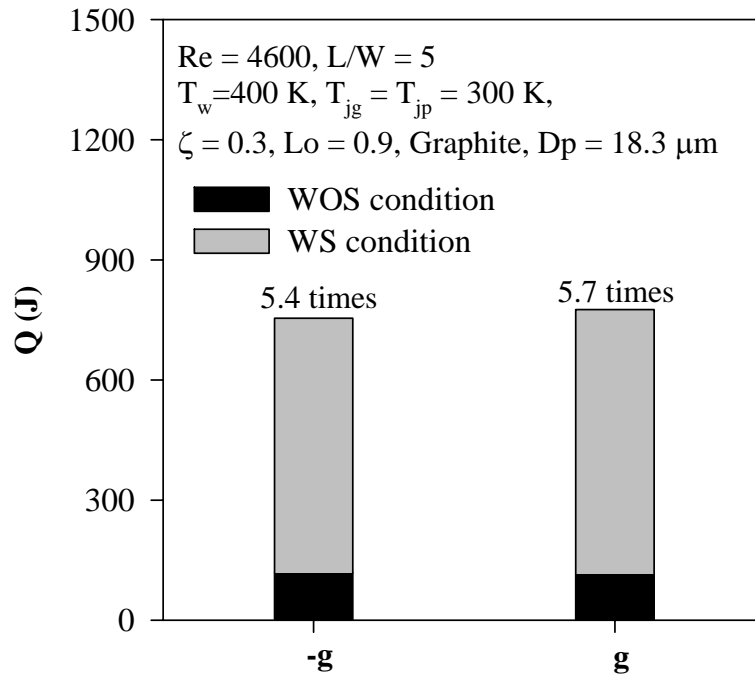 1500
Re = 4600, L/W = 5
T_w=400 K, T_jg = T_jp = 300 K,
1200
ζ = 0.3, Lo = 0.9, Graphite, Dp = 18.3 μm
WOS condition
WS condition
900
5.4 times
5.7 times
Q (J)
600
300
0
-g
g